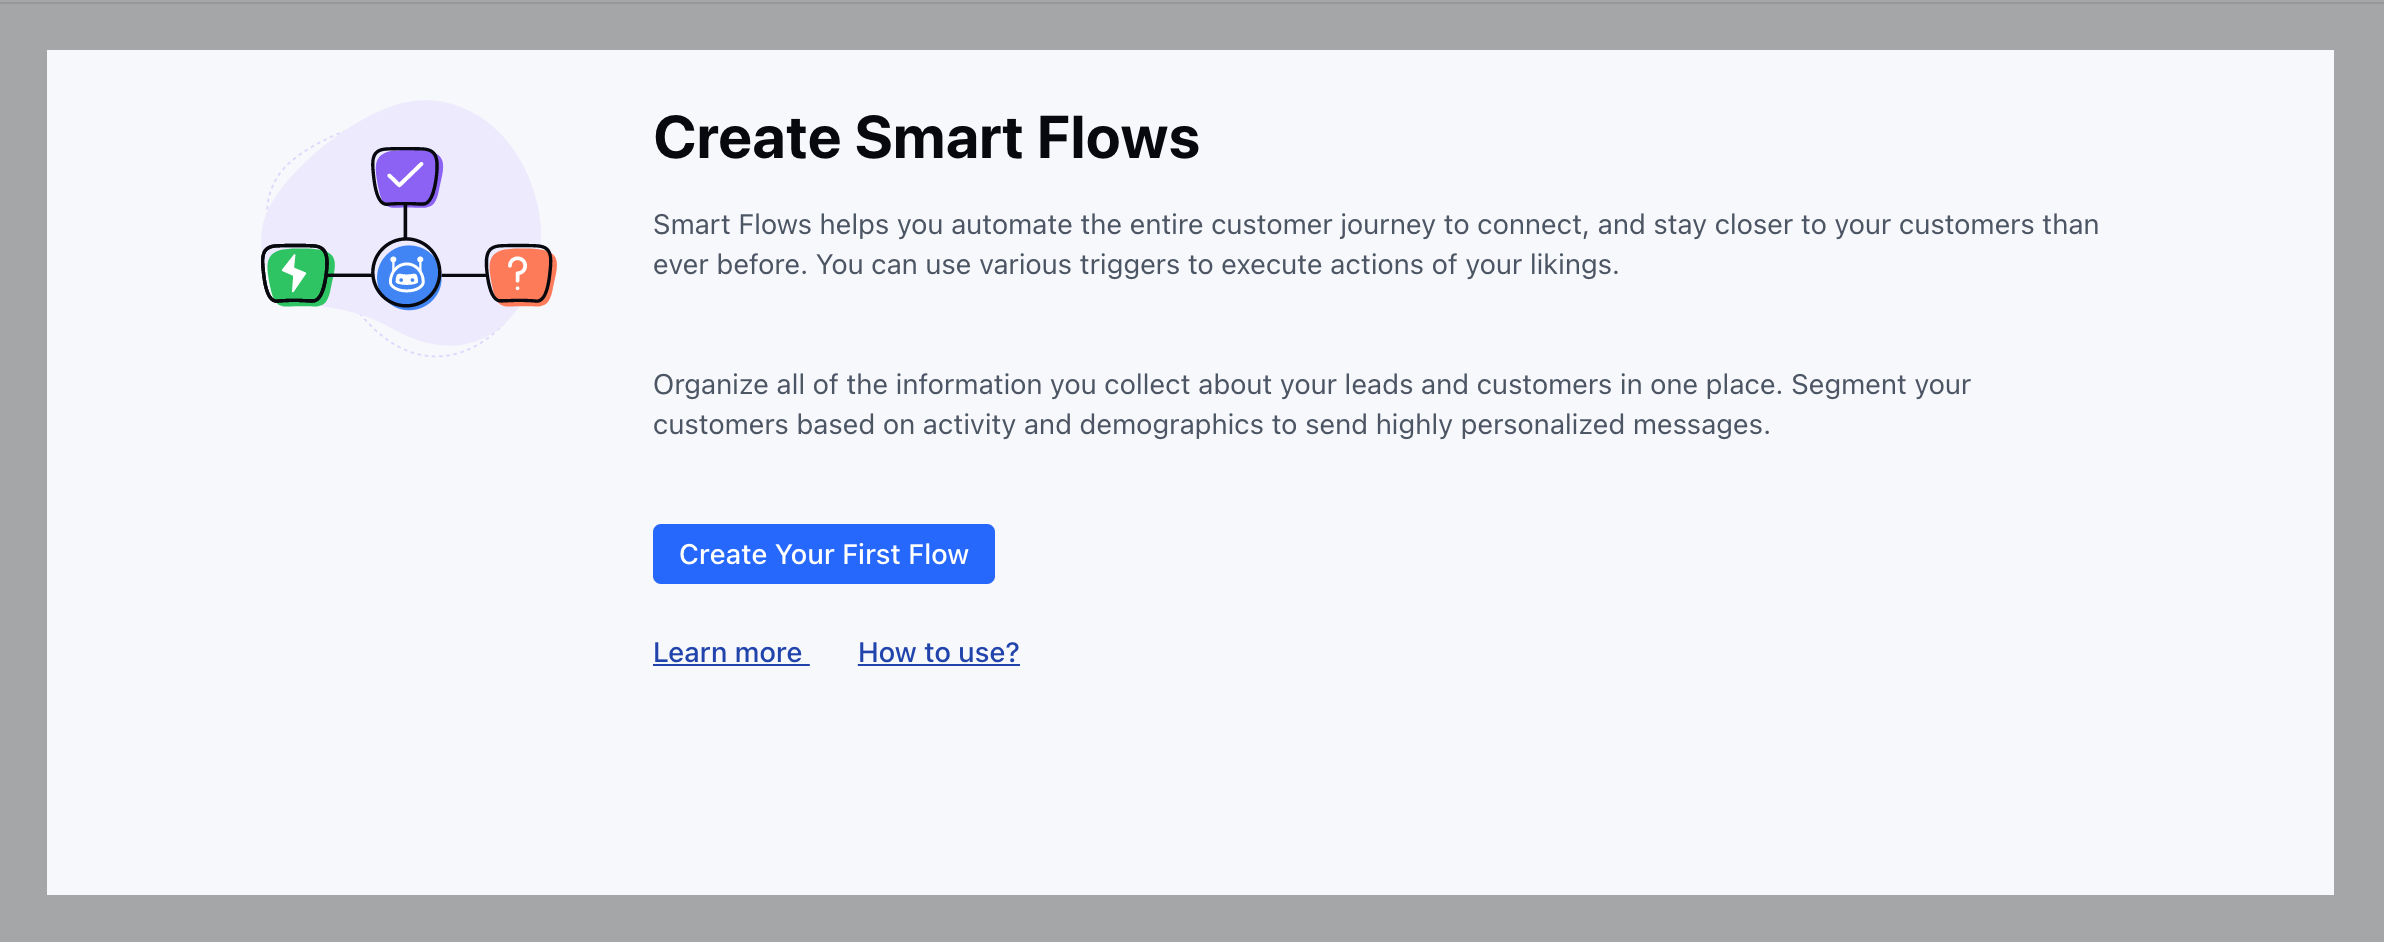 Create Smart Flows
Smart Flows helps you automate the entire customer journey to connect, and stay closer to your customers than
ever before. You can use various triggers to execute actions of your likings.
Organize all of the information you collect about your leads and customers in one place. Segment your
customers based on activity and demographics to send highly personalized messages.
Create Your First Flow
Learn more How to use?